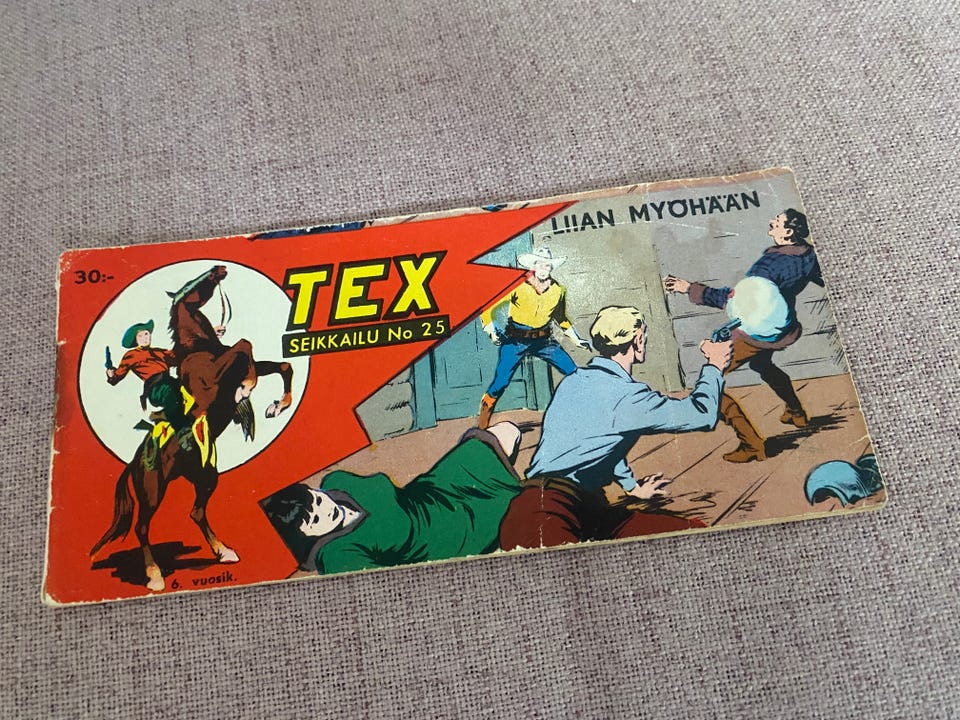 30:-
TEX
SEIKKAILU No 25
LIIAN MYÖHÄÄN
6. vuosik.